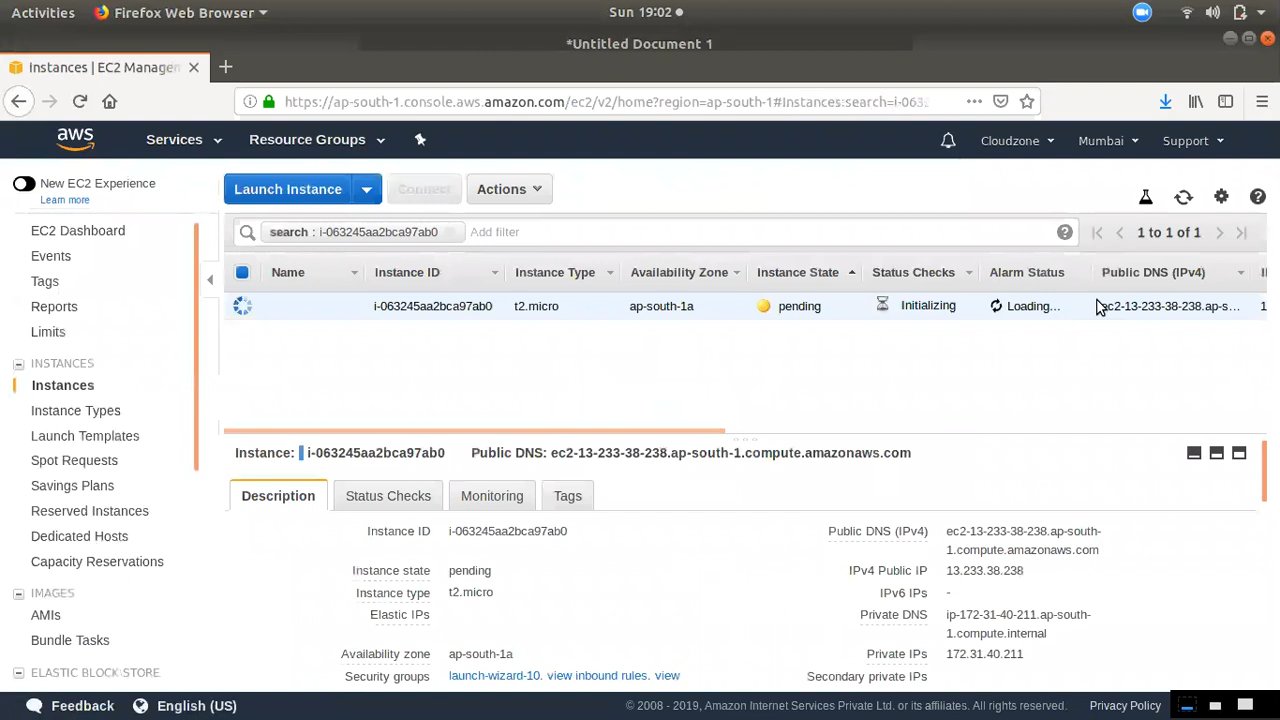 Activities Firefox Web Browser Sun 19:02
*Untitled Document 1
Instances | EC2 Manage
https://ap-south-1.console.aws.amazon.com/ec2/v2/home?region=ap-south-1#Instances:search=i-063
aws Services Resource Groups Cloudzone Mumbai Support
New EC2 Experience
Learn more
Launch Instance Connect Actions
EC2 Dashboard
Events
Tags
Reports
Limits
INSTANCES
Instances
Instance Types
Launch Templates
Spot Requests
Savings Plans
Reserved Instances
Dedicated Hosts
Capacity Reservations
IMAGES
AMIs
Bundle Tasks
ELASTIC BLOCK STORE
search : i-063245aa2bca97ab0 Add filter 1 to 1 of 1
Name Instance ID Instance Type Availability Zone Instance State Status Checks Alarm Status Public DNS (IPv4)
i-063245aa2bca97ab0 t2.micro ap-south-1a pending Initializing Loading... ec2-13-233-38-238.ap-s...
Instance: i-063245aa2bca97ab0 Public DNS: ec2-13-233-38-238.ap-south-1.compute.amazonaws.com
Description Status Checks Monitoring Tags
Instance ID i-063245aa2bca97ab0 Public DNS (IPv4) ec2-13-233-38-238.ap-south-
1.compute.amazonaws.com
Instance state pending IPv4 Public IP 13.233.38.238
Instance type t2.micro IPv6 IPs -
Elastic IPs Private DNS ip-172-31-40-211.ap-south-
1.compute.internal
Availability zone ap-south-1a Private IPs 172.31.40.211
Security groups launch-wizard-10. view inbound rules. view Secondary private IPs
Feedback English (US) © 2008 - 2019, Amazon Internet Services Private Ltd. or its affiliates. All rights reserved. Privacy Policy